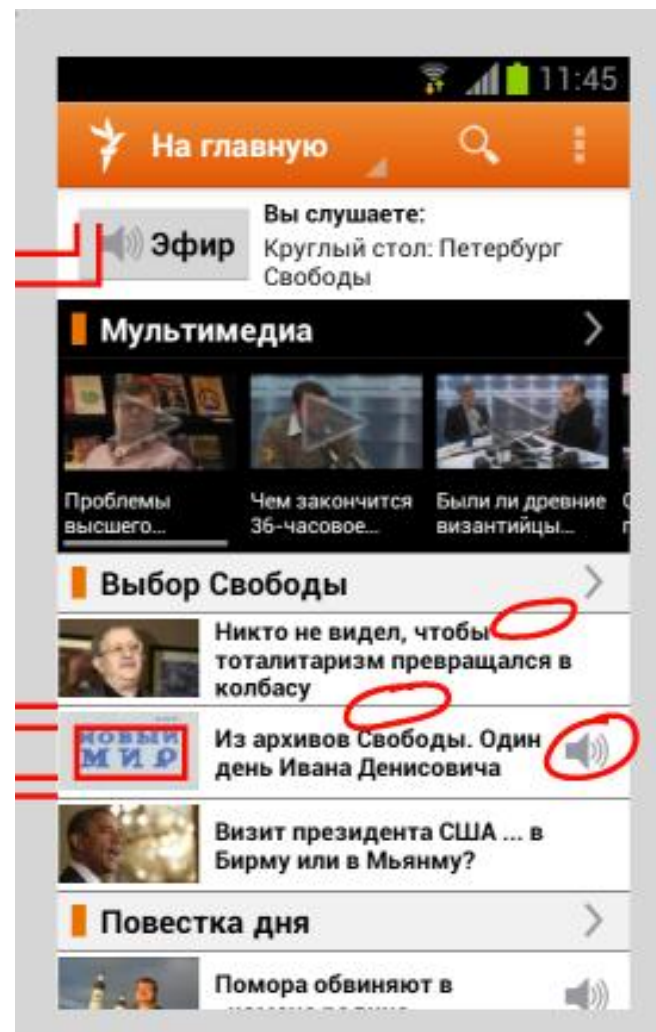 11:45
На главную
Эфир
Вы слушаете:
Круглый стол: Петербург
Свободы
Мультимедиа
Проблемы
высшего...
Чем закончится
36-часовое...
Были ли древние
византийцы...
Выбор Свободы
Никто не видел, чтобы
тоталитаризм превращался в
колбасу
НОВЫЙ
МИР
Из архивов Свободы. Один
день Ивана Денисовича
Визит президента США ... в
Бирму или в Мьянму?
Повестка дня
Помора обвиняют в